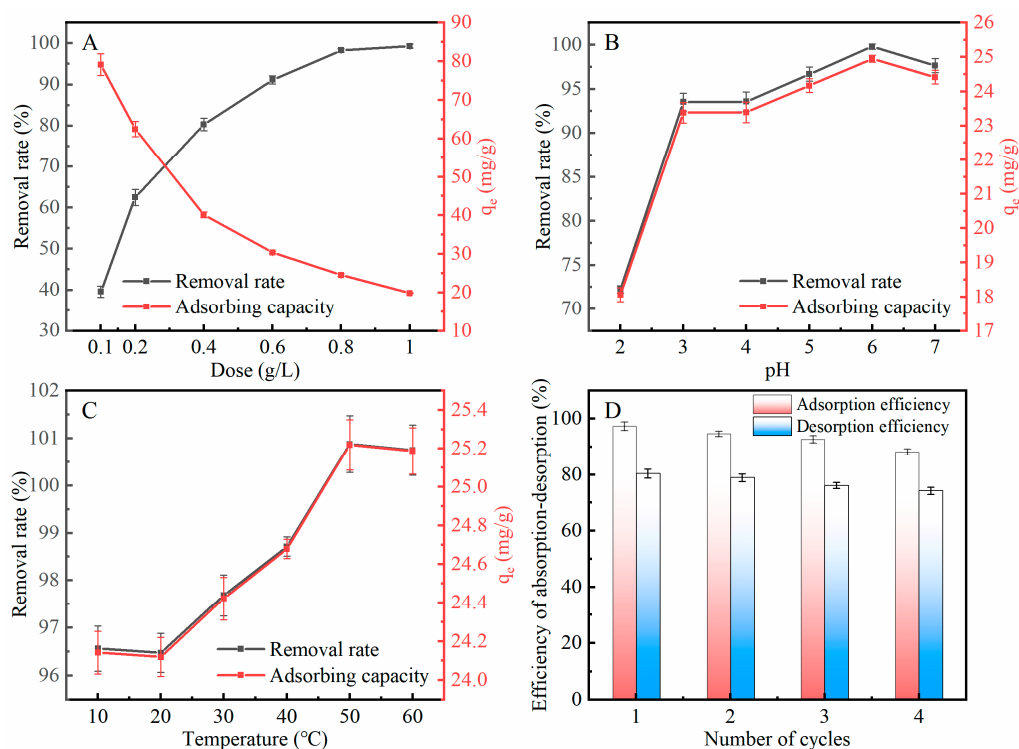 A
Removal rate (%)
100
90
80
70
60
50
40
30
90
80
70
60
50
40
30
20
10
qe (mg/g)
Removal rate
Adsorbing capacity
0.1 0.2 0.4 0.6 0.8 1
Dose (g/L)
B
Removal rate (%)
100
95
90
85
80
75
70
26
25
24
23
22
21
20
19
18
17
qe (mg/g)
Removal rate
Adsorbing capacity
2 3 4 5 6 7
pH
C
Removal rate (%)
102
101
100
99
98
97
96
25.4
25.2
25.0
24.8
24.6
24.4
24.2
24.0
qe (mg/g)
Removal rate
Adsorbing capacity
10 20 30 40 50 60
Temperature (℃)
D
Efficiency of absorption-desorption (%)
100
80
60
40
20
0
Adsorption efficiency
Desorption efficiency
1 2 3 4
Number of cycles